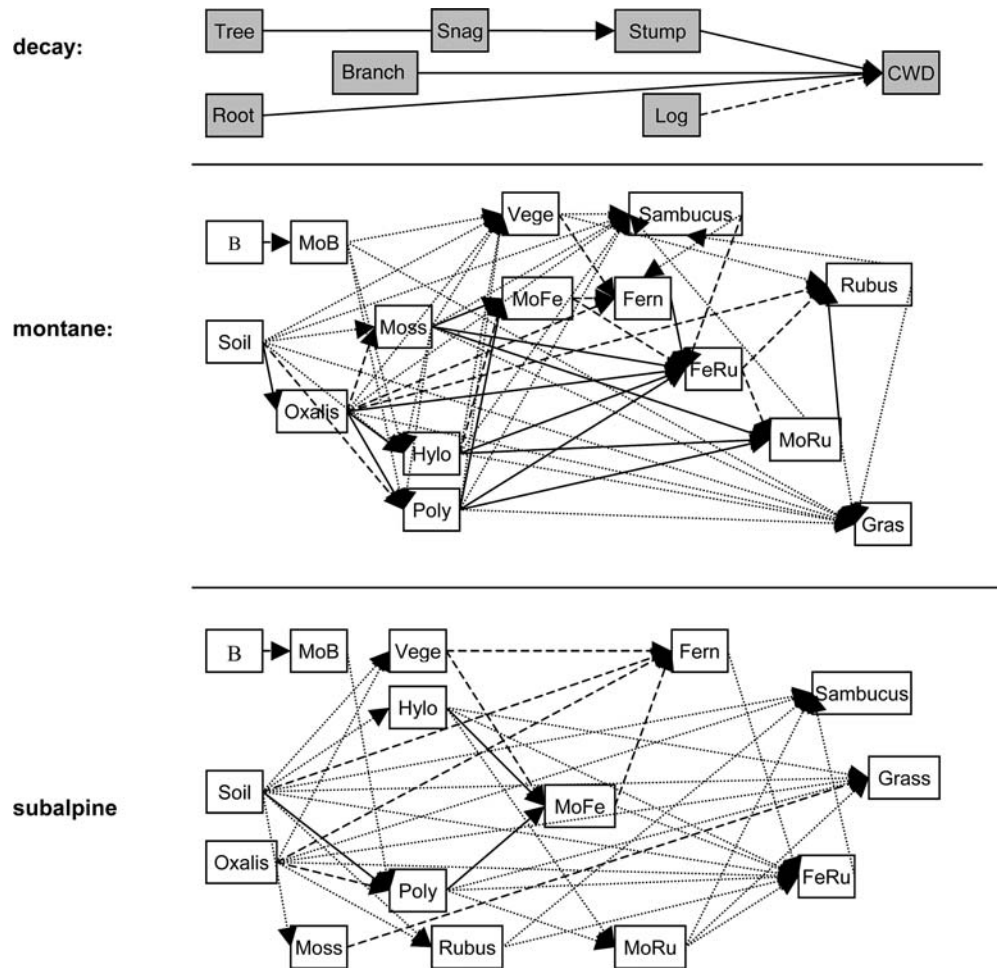 decay:
Tree
Snag
Stump
Branch
CWD
Root
Log
montane:
Vege
Sambucus
B
MoB
MoFe
Fern
Rubus
Soil
Moss
FeRu
Oxalis
Hylo
MoRu
Poly
Gras
subalpine
B
MoB
Vege
Fern
Hylo
Sambucus
Soil
MoFe
Grass
Oxalis
Poly
FeRu
Moss
Rubus
MoRu